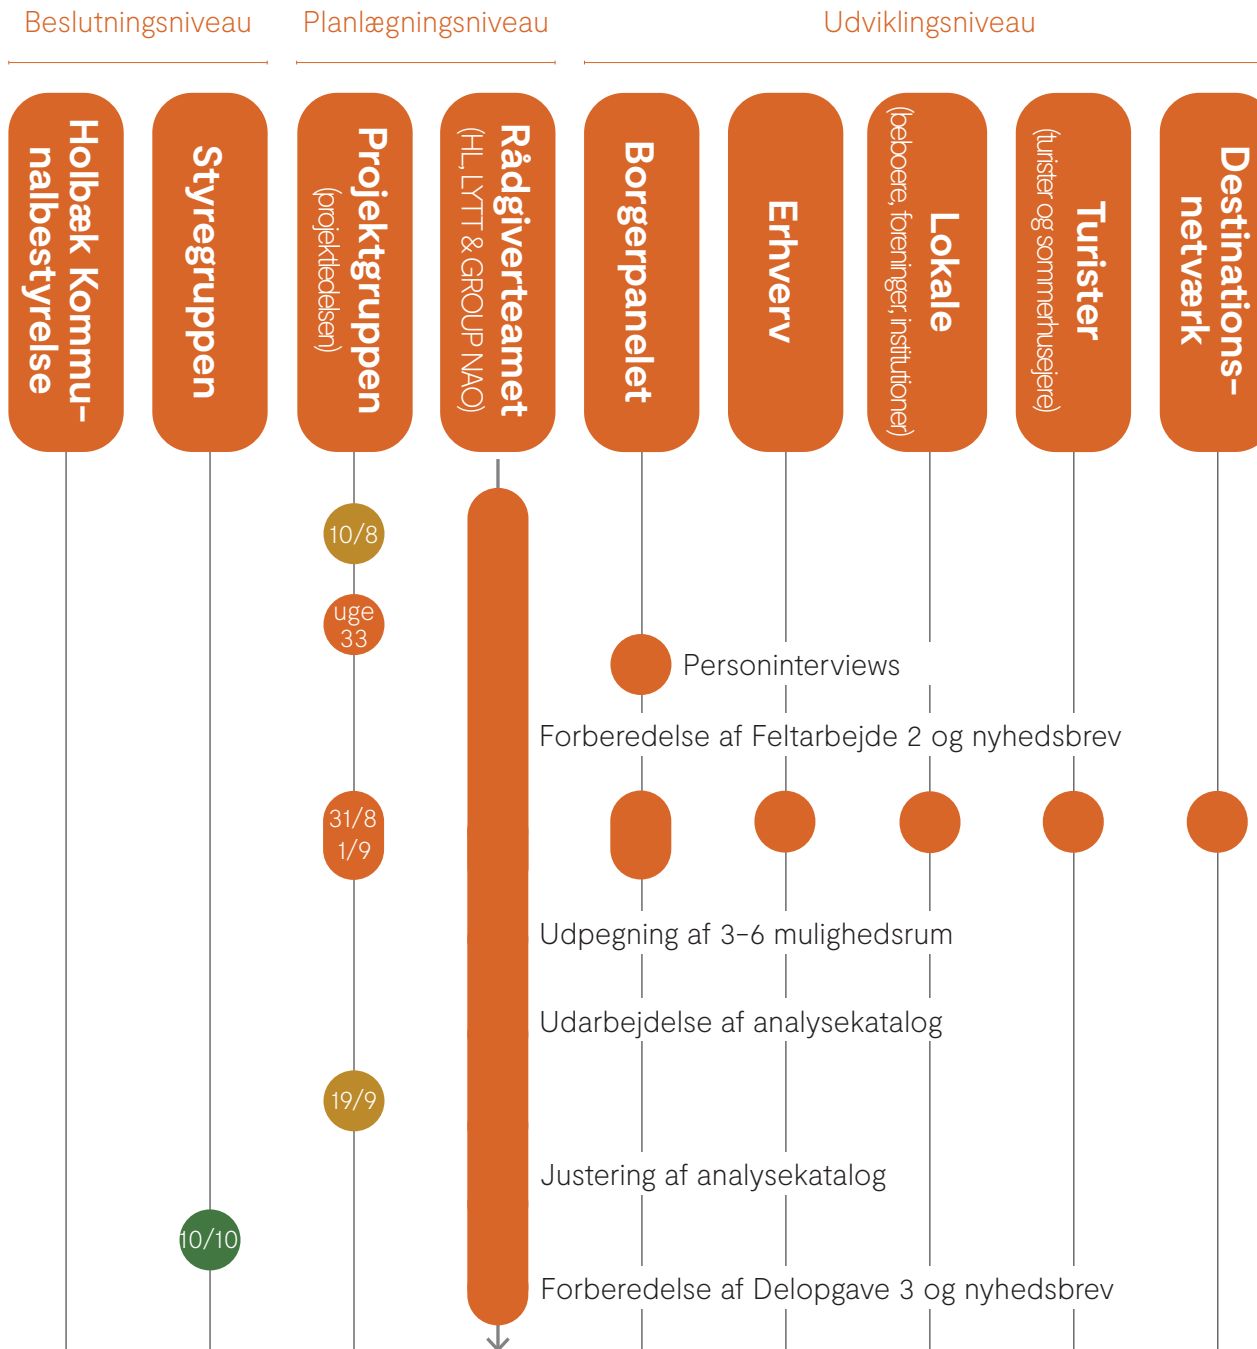 Beslutningsniveau
Planlægningsniveau
Udviklingsniveau
Holbæk Kommu-
nalbestyrelse
Styregruppen
Projektgruppen
(projektledelsen)
Rådgiverteamet
(HL, LYTT & GROUP NAO)
Borgerpanelet
Erhverv
Lokale
(beboere, foreninger, institutioner)
Turister
(turister og sommerhusejere)
Destinations-
netværk
10/8
uge
33
Personinterviews
Forberedelse af Feltarbejde 2 og nyhedsbrev
31/8
1/9
Udpegning af 3-6 mulighedsrum
Udarbejdelse af analysekatalog
19/9
Justering af analysekatalog
10/10
Forberedelse af Delopgave 3 og nyhedsbrev